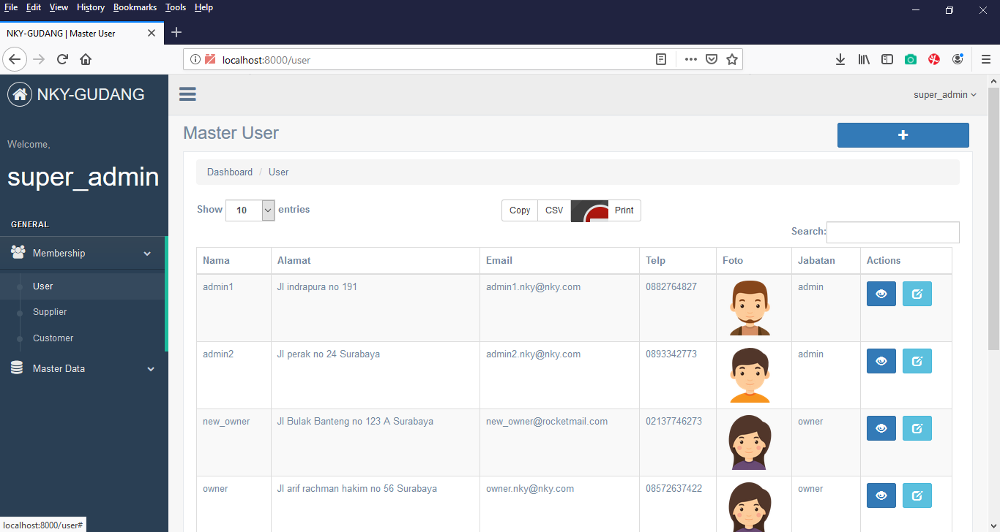 File Edit View History Bookmarks Tools Help
NKY-GUDANG | Master User
localhost:8000/user
NKY-GUDANG
super_admin
Welcome,
super_admin
GENERAL
Membership
User
Supplier
Customer
Master Data
Master User
Dashboard / User
Show 10 entries
Copy CSV Print
Search:
Nama Alamat Email Telp Foto Jabatan Actions
admin1 Jl indrapura no 191 admin1.nky@nky.com 0882764827 admin
admin2 Jl perak no 24 Surabaya admin2.nky@nky.com 0893342773 admin
new_owner Jl Bulak Banteng no 123 A Surabaya new_owner@rocketmail.com 02137746273 owner
owner Jl arif rachman hakim no 56 Surabaya owner.nky@nky.com 08572637422 owner
localhost:8000/user#